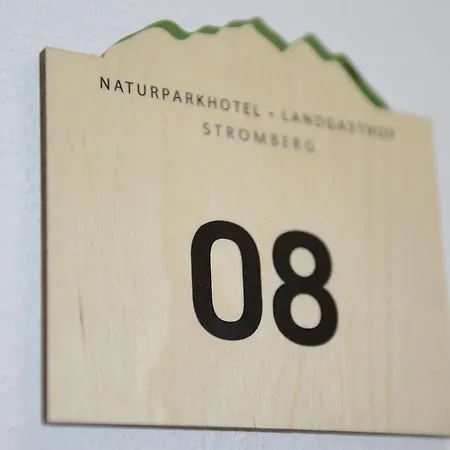 NATURPARKHOTEL • LANDGASTHOF
STROMBERG
08